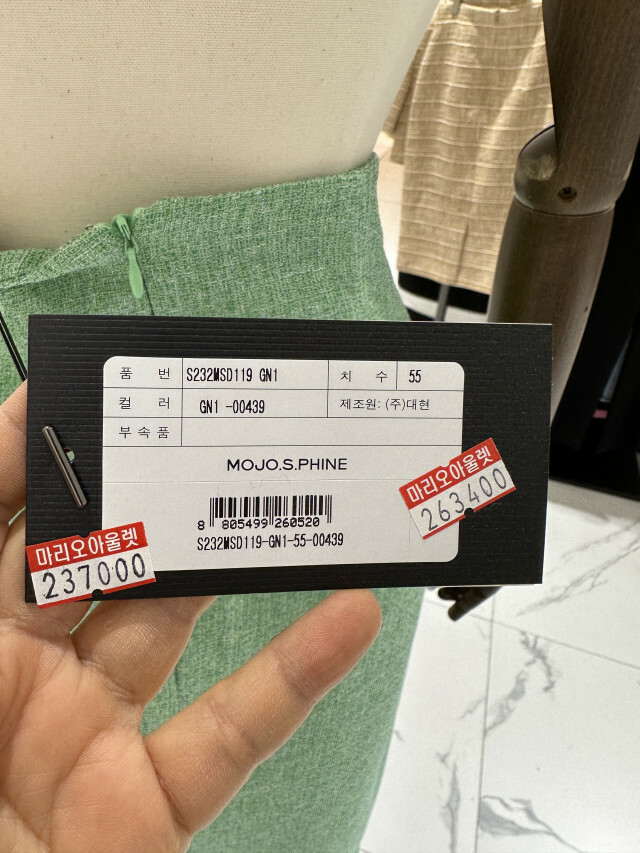 품 번 S232MSD119 GN1 치 수 55
컬 러 GN1 -00439 제조원: (주)대현
부속품
MOJO.S.PHINE
마리오아울렛
263400
8 805499 260520
S232MSD119-GN1-55-00439
마리오아울렛
237000